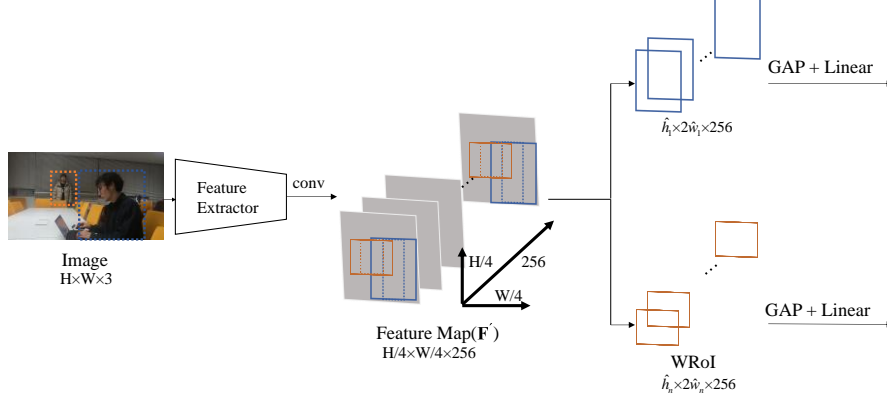 Image
H×W×3
Feature
Extractor
conv
H/4
256
W/4
Feature Map(F′)
H/4×W/4×256
ĥ₁×2ŵ₁×256
GAP + Linear
WRoI
ĥₙ×2ŵₙ×256
GAP + Linear